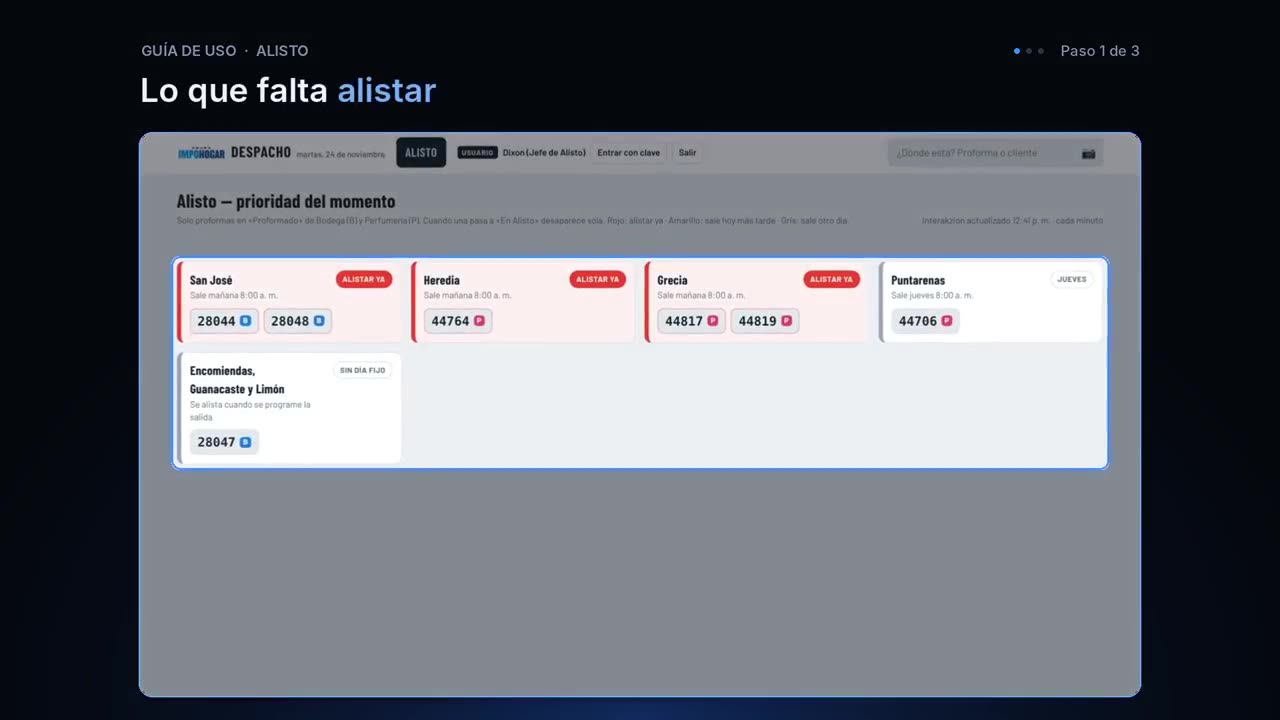 GUÍA DE USO · ALISTO
Paso 1 de 3
Lo que falta alistar
IMPOHOGAR DESPACHO martes, 24 de noviembre ALISTO USUARIO Dixon (Jefe de Alisto) Entrar con clave Salir ¿Dónde está? Proforma o cliente
Alisto — prioridad del momento
Solo proformas en «Proformado» de Bodega (B) y Perfumería (P). Cuando una pasa a «En Alisto» desaparece sola. Rojo: alistar ya · Amarillo: sale hoy más tarde · Gris: sale otro día.
Interakzion actualizado 12:41 p. m. · cada minuto
San José ALISTAR YA
Sale mañana 8:00 a. m.
28044 B 28048 B
Heredia ALISTAR YA
Sale mañana 8:00 a. m.
44764 P
Grecia ALISTAR YA
Sale mañana 8:00 a. m.
44817 P 44819 P
Puntarenas JUEVES
Sale jueves 8:00 a. m.
44706 P
Encomiendas, SIN DÍA FIJO
Guanacaste y Limón
Se alista cuando se programe la
salida
28047 B